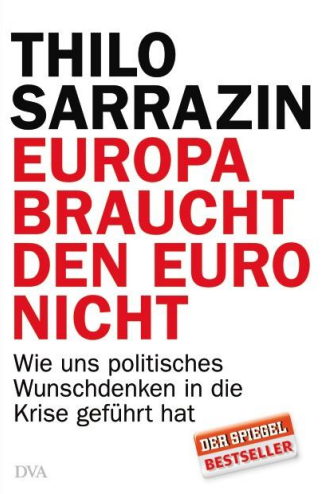 THILO
SARRAZIN
EUROPA
BRAUCHT
DEN EURO
NICHT
Wie uns politisches
Wunschdenken in die
Krise geführt hat
DER SPIEGEL
BESTSELLER
DVA